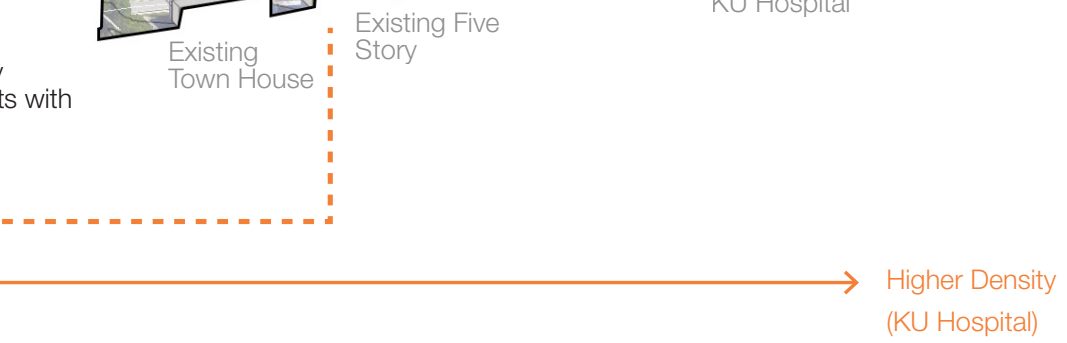 KU Hospital
Existing Five
Story
Existing
Town House
ts with
Higher Density
(KU Hospital)